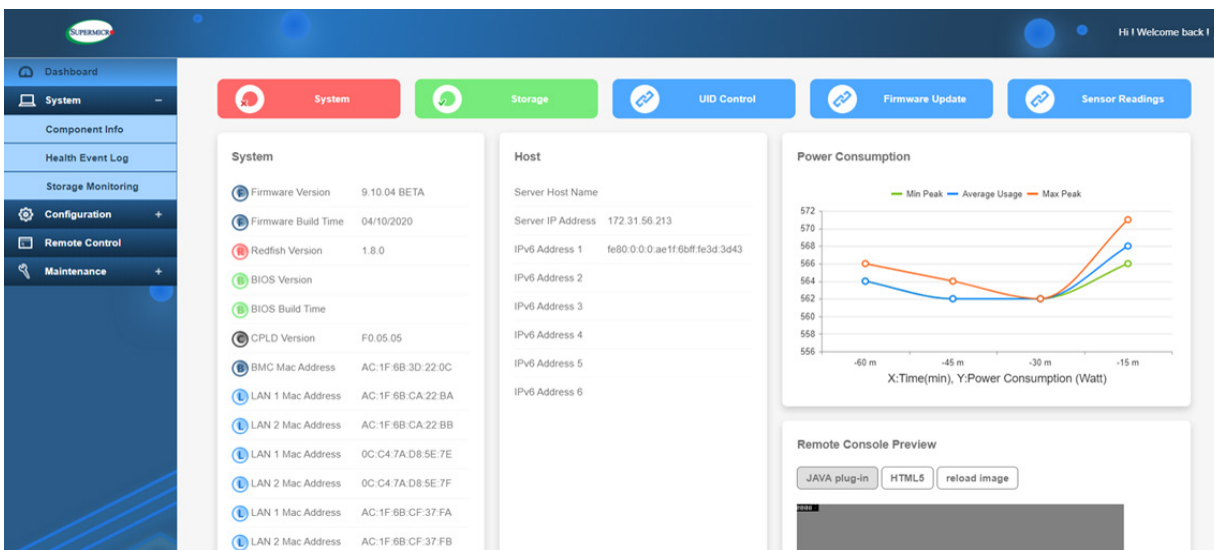 SUPERMICRO
Hi ! Welcome back !
Dashboard
System –
Component Info
Health Event Log
Storage Monitoring
Configuration +
Remote Control
Maintenance +
System
Storage
UID Control
Firmware Update
Sensor Readings
System
Firmware Version 9.10.04 BETA
Firmware Build Time 04/10/2020
Redfish Version 1.8.0
BIOS Version
BIOS Build Time
CPLD Version F0.05.05
BMC Mac Address AC:1F:6B:3D:22:0C
LAN 1 Mac Address AC:1F:6B:CA:22:BA
LAN 2 Mac Address AC:1F:6B:CA:22:BB
LAN 1 Mac Address 0C:C4:7A:D8:5E:7E
LAN 2 Mac Address 0C:C4:7A:D8:5E:7F
LAN 1 Mac Address AC:1F:6B:CF:37:FA
LAN 2 Mac Address AC:1F:6B:CF:37:FB
Host
Server Host Name
Server IP Address 172.31.56.213
IPv6 Address 1 fe80:0:0:0:ae1f:6bff:fe3d:3d43
IPv6 Address 2
IPv6 Address 3
IPv6 Address 4
IPv6 Address 5
IPv6 Address 6
Power Consumption
Min Peak Average Usage Max Peak
572
570
568
566
564
562
560
558
556
-60 m -45 m -30 m -15 m
X:Time(min), Y:Power Consumption (Watt)
Remote Console Preview
JAVA plug-in HTML5 reload image